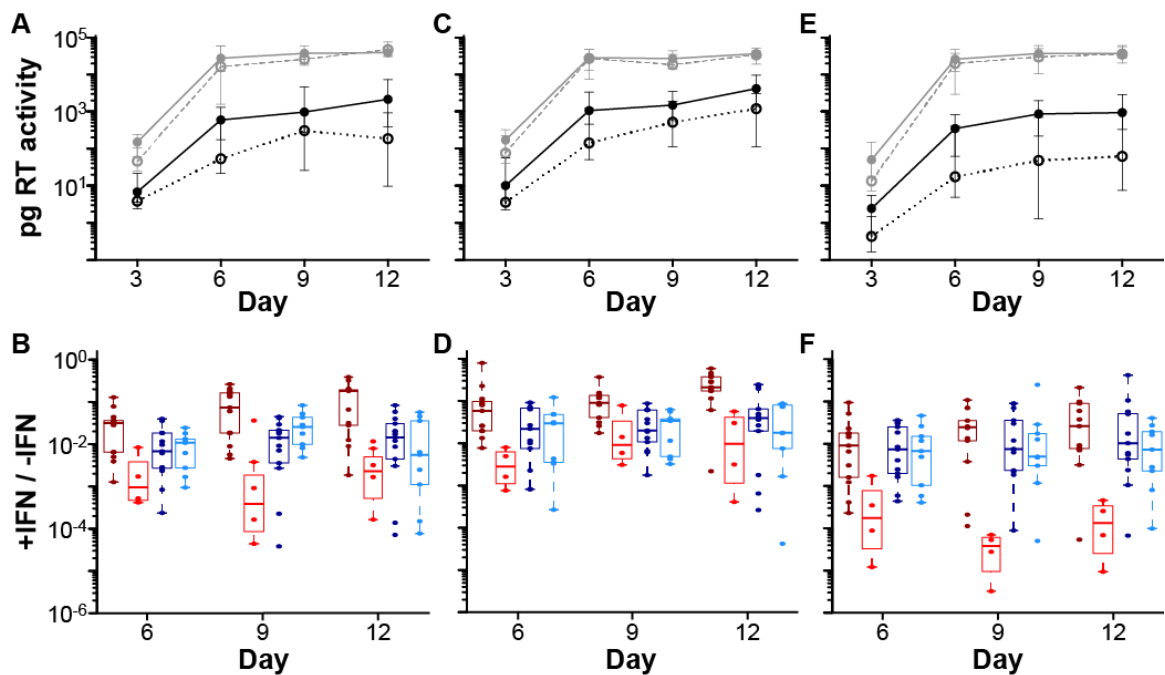 A
C
E
pg RT activity
10^5
10^3
10^1
3 6 9 12
3 6 9 12
3 6 9 12
Day
Day
Day
B
D
F
+IFN / -IFN
10^0
10^-2
10^-4
10^-6
6 9 12
6 9 12
6 9 12
Day
Day
Day